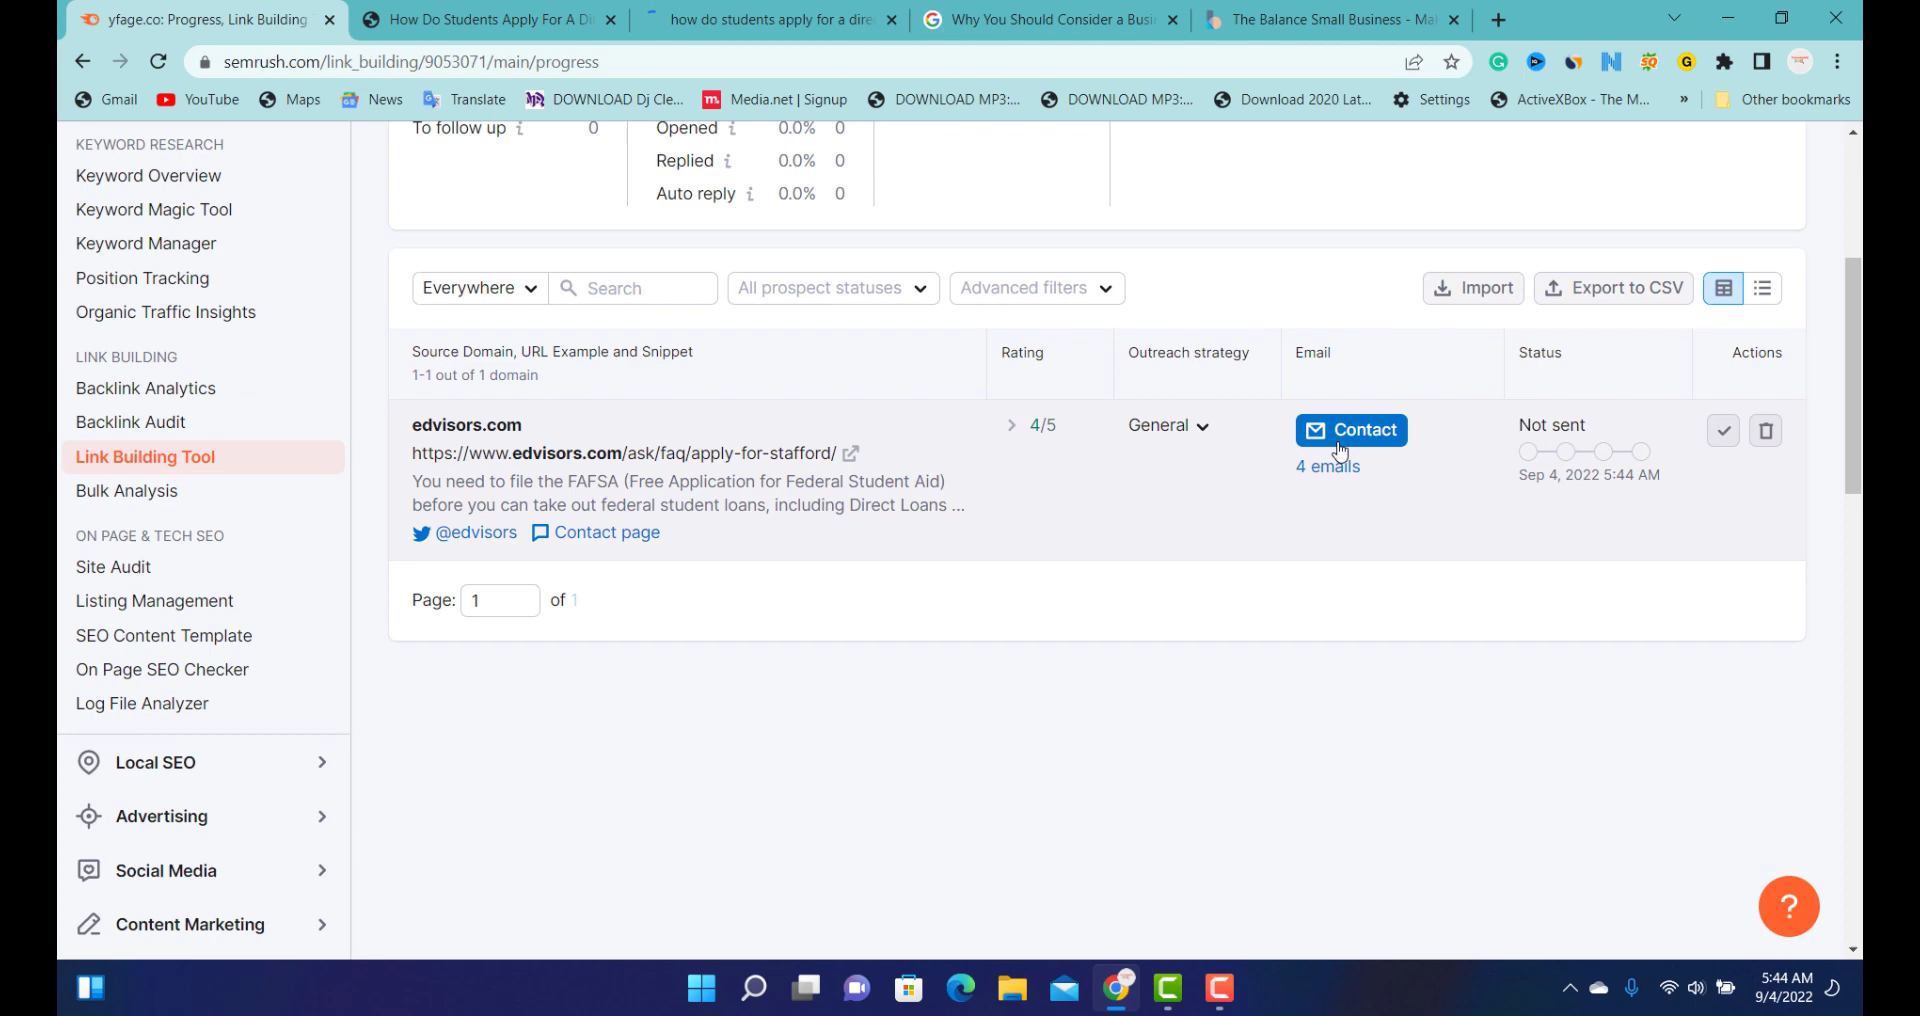 yfage.co: Progress, Link Building
How Do Students Apply For A Di
how do students apply for a dire
Why You Should Consider a Busi
The Balance Small Business - Ma
semrush.com/link_building/9053071/main/progress
Gmail
YouTube
Maps
News
Translate
DOWNLOAD Dj Cle...
Media.net | Signup
DOWNLOAD MP3:...
DOWNLOAD MP3:...
Download 2020 Lat...
Settings
ActiveXBox - The M...
»
Other bookmarks
KEYWORD RESEARCH
Keyword Overview
Keyword Magic Tool
Keyword Manager
Position Tracking
Organic Traffic Insights
LINK BUILDING
Backlink Analytics
Backlink Audit
Link Building Tool
Bulk Analysis
ON PAGE & TECH SEO
Site Audit
Listing Management
SEO Content Template
On Page SEO Checker
Log File Analyzer
Local SEO
Advertising
Social Media
Content Marketing
To follow up i 0
Opened i 0.0% 0
Replied i 0.0% 0
Auto reply i 0.0% 0
Everywhere
Search
All prospect statuses
Advanced filters
Import
Export to CSV
Source Domain, URL Example and Snippet
1-1 out of 1 domain
Rating
Outreach strategy
Email
Status
Actions
edvisors.com
https://www.edvisors.com/ask/faq/apply-for-stafford/
You need to file the FAFSA (Free Application for Federal Student Aid)
before you can take out federal student loans, including Direct Loans ...
@edvisors
Contact page
4/5
General
Contact
4 emails
Not sent
Sep 4, 2022 5:44 AM
Page: 1 of 1
?
5:44 AM
9/4/2022